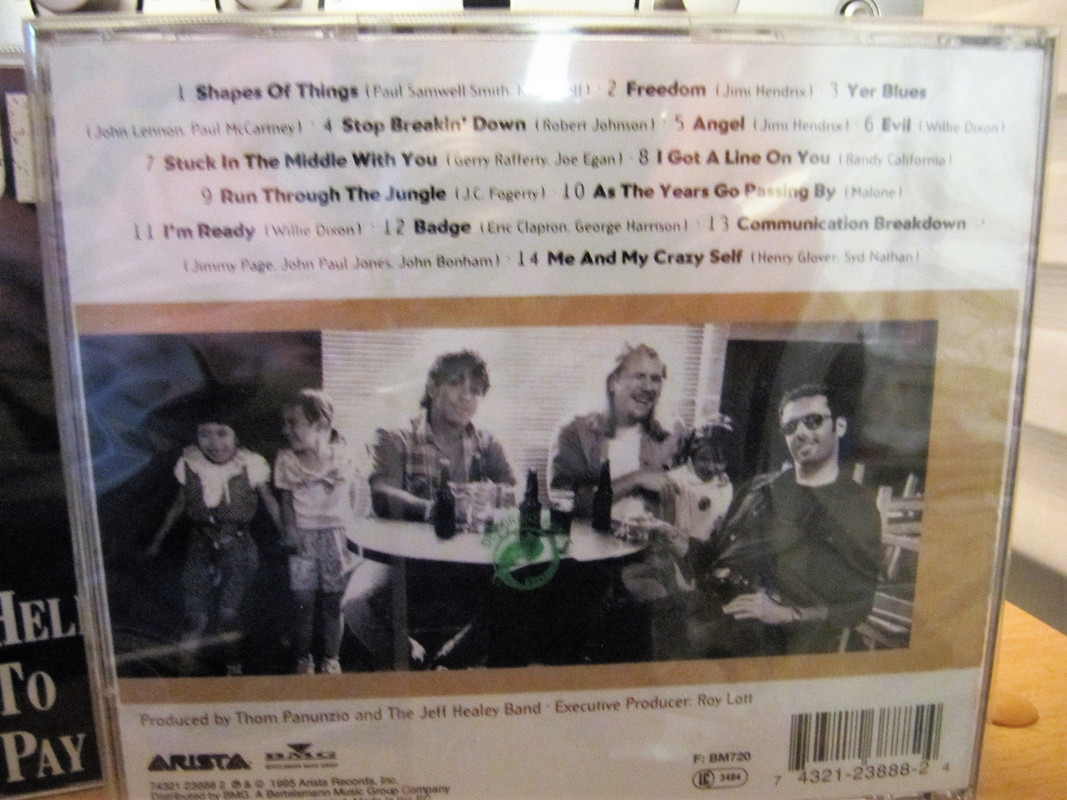 1 Shapes Of Things (Paul Samwell-Smith, · 2 Freedom (Jimi Hendrix) · 3 Yer Blues
(John Lennon, Paul McCartney) · 4 Stop Breakin' Down (Robert Johnson) · 5 Angel (Jimi Hendrix) · 6 Evil (Willie Dixon)
7 Stuck In The Middle With You (Gerry Rafferty, Joe Egan) · 8 I Got A Line On You (Randy California)
9 Run Through The Jungle (J.C. Fogerty) · 10 As The Years Go Passing By (Malone)
11 I'm Ready (Willie Dixon) · 12 Badge (Eric Clapton, George Harrison) · 13 Communication Breakdown
(Jimmy Page, John Paul Jones, John Bonham) · 14 Me And My Crazy Self (Henry Glover, Syd Nathan)
Produced by Thom Panunzio and The Jeff Healey Band · Executive Producer: Roy Lott
ARISTA BMG
F: BM720
LC 3484
74321 23888 2 ℗ & © 1995 Arista Records, Inc.
Distributed by BMG. A Bertelsmann Music Group Company
7 4321-23888-2 4
HELL
TO
PAY